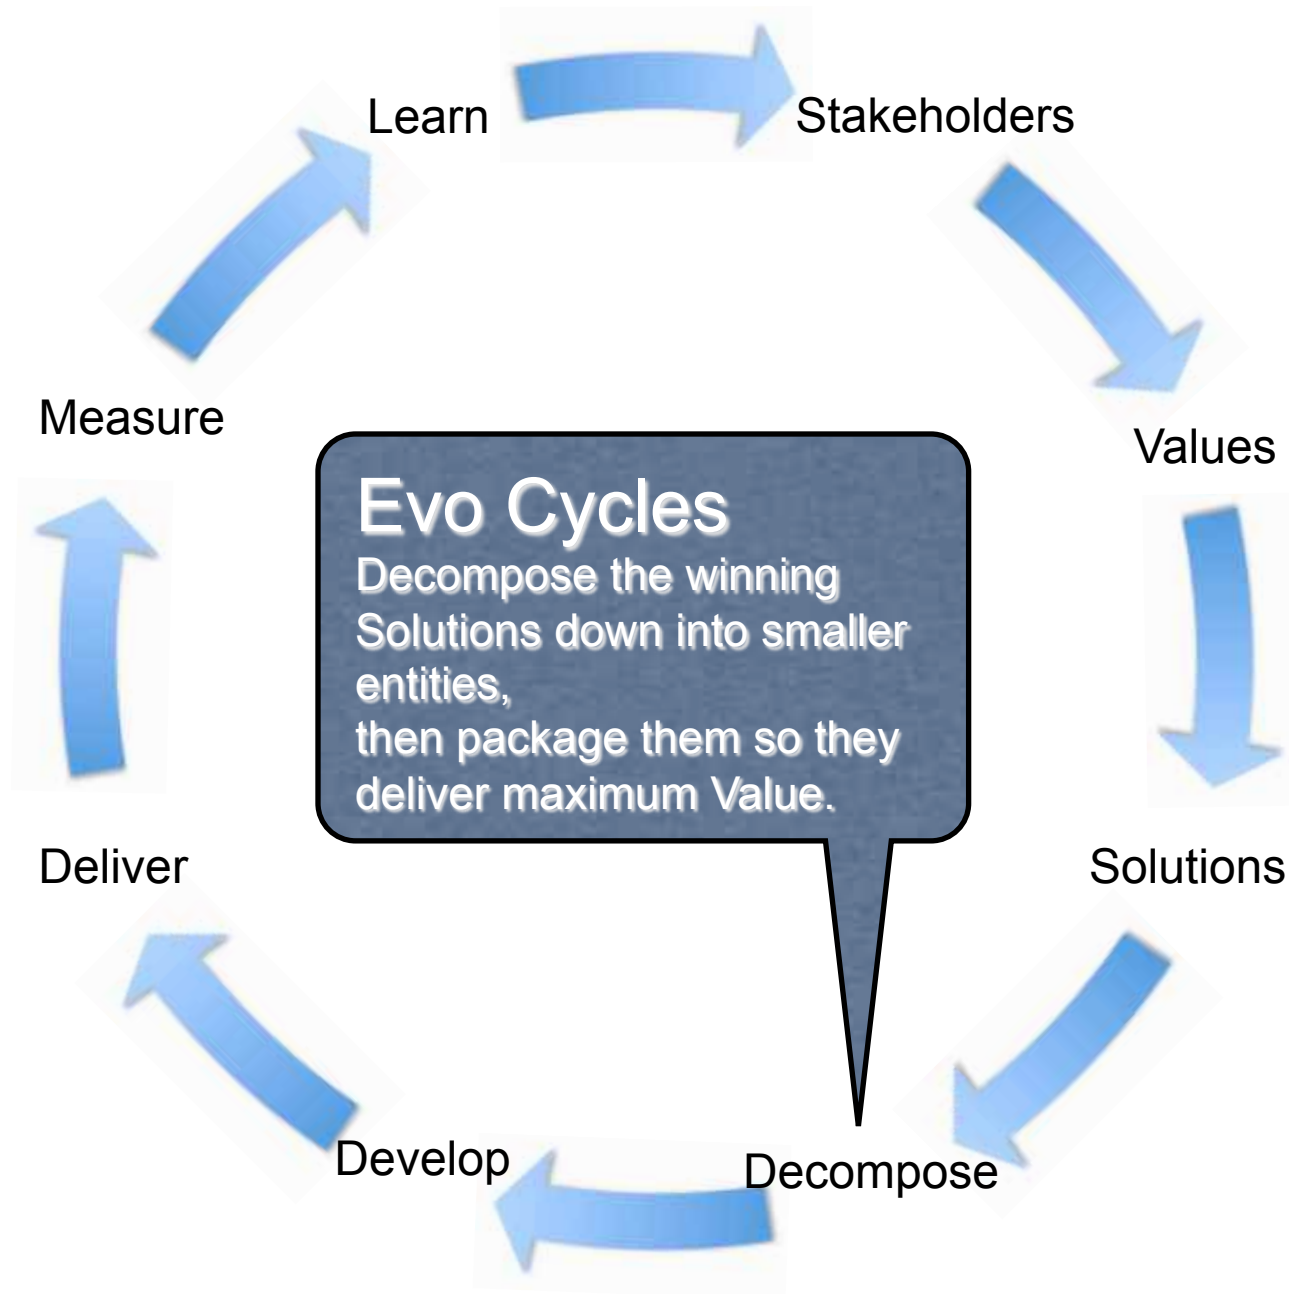 Learn
Stakeholders
Measure
Values
Evo Cycles
Decompose the winning
Solutions down into smaller
entities,
then package them so they
deliver maximum Value.
Deliver
Solutions
Develop
Decompose